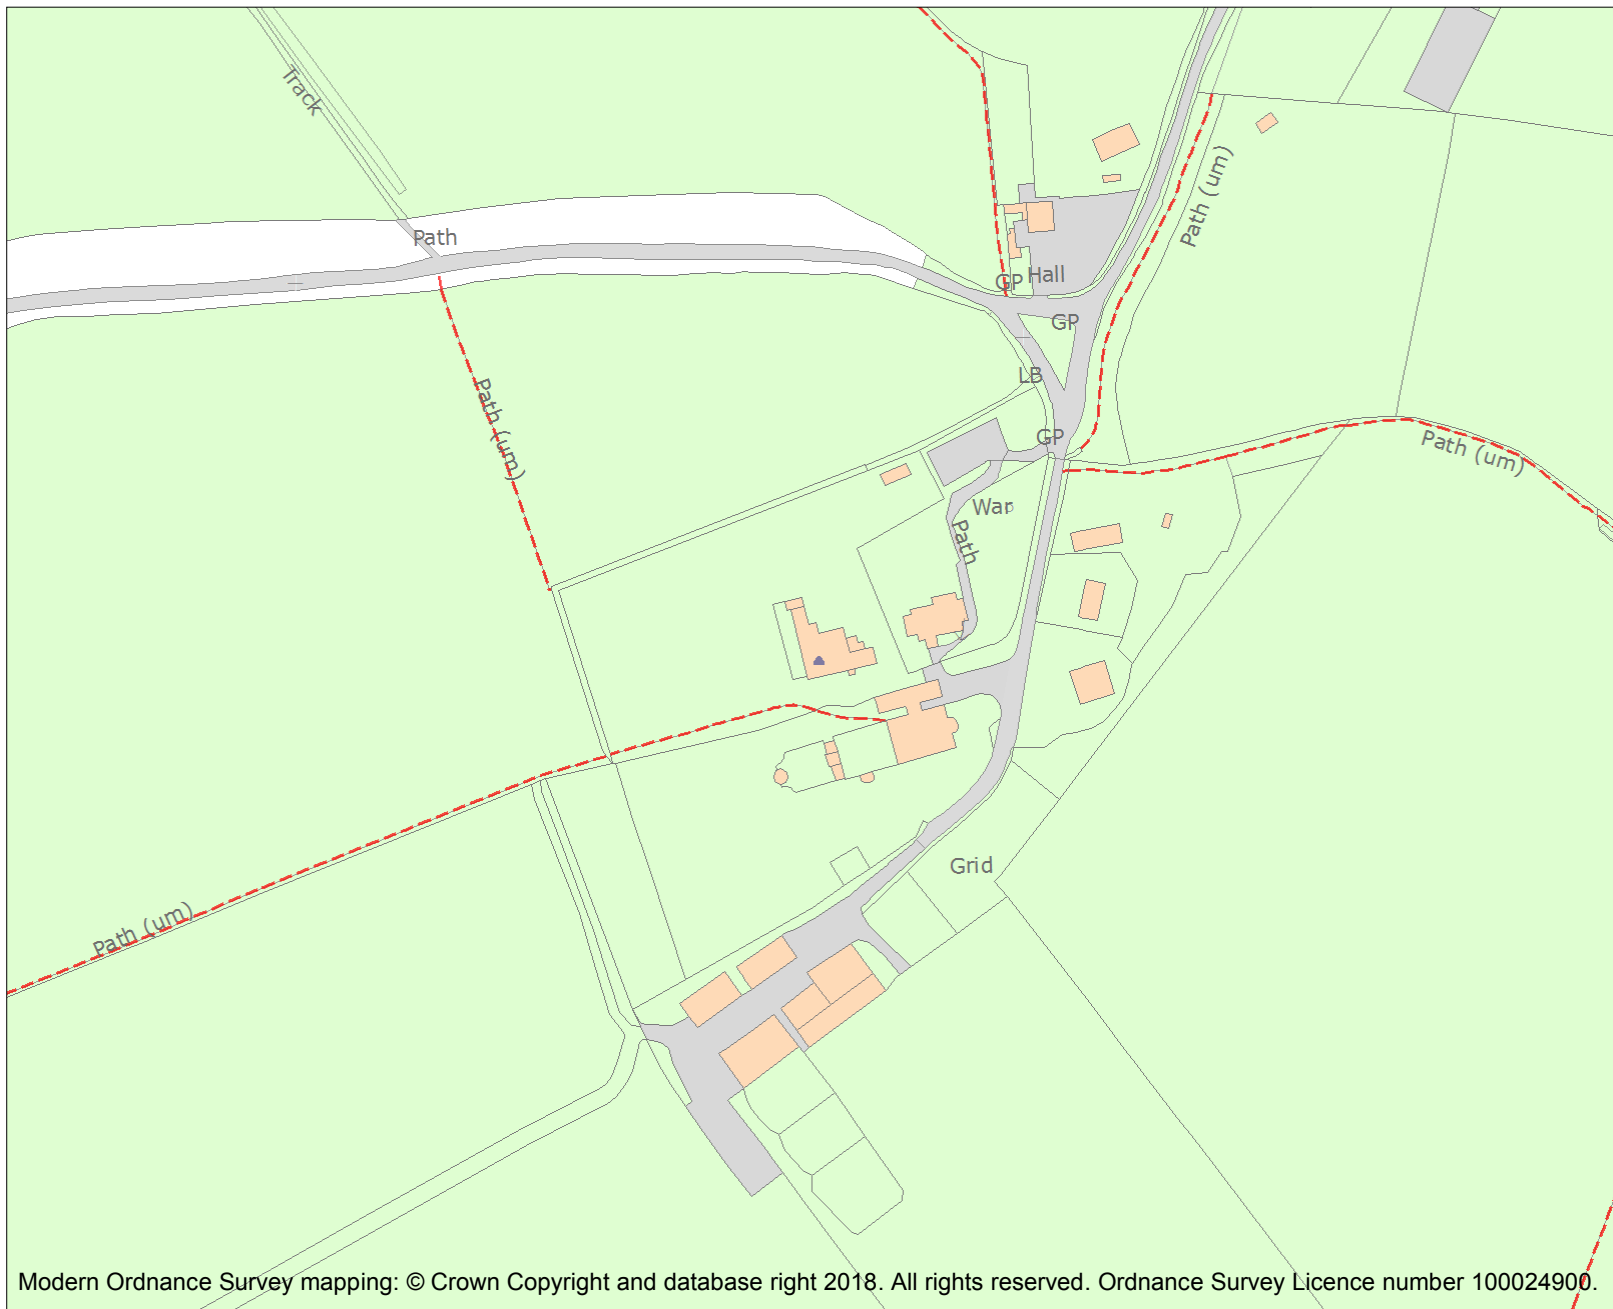 Track
Path (um)
Path
Hall
GP
GP
LB
Path (um)
GP
Path (um)
War
Path
Grid
Path (um)
Modern Ordnance Survey mapping: © Crown Copyright and database right 2018. All rights reserved. Ordnance Survey Licence number 100024900.